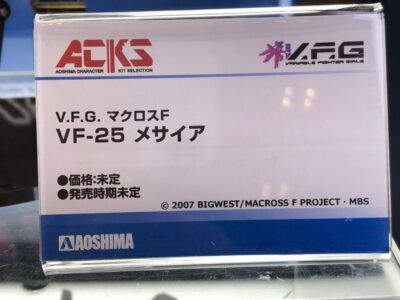 ACKS
AOSHIMA CHARACTER KIT SELECTION
V.F.G
VARIABLE FIGHTER GIRLS
V.F.G. マクロスF
VF-25 メサイア
●価格:未定
●発売時期未定
© 2007 BIGWEST/MACROSS F PROJECT・MBS
AOSHIMA